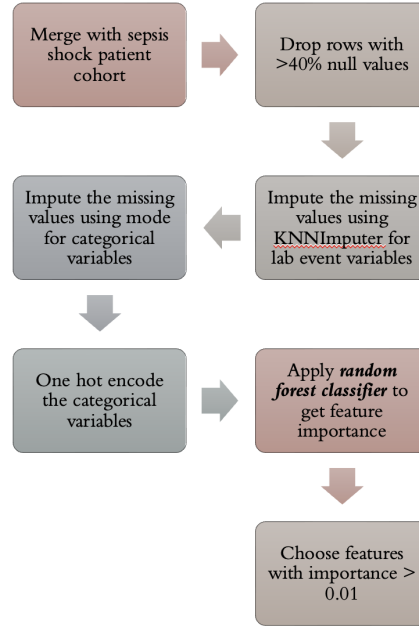 Merge with sepsis
shock patient
cohort
Drop rows with
>40% null values
Impute the missing
values using
KNNImputer for
lab event variables
Impute the missing
values using mode
for categorical
variables
One hot encode
the categorical
variables
Apply random
forest classifier to
get feature
importance
Choose features
with importance >
0.01